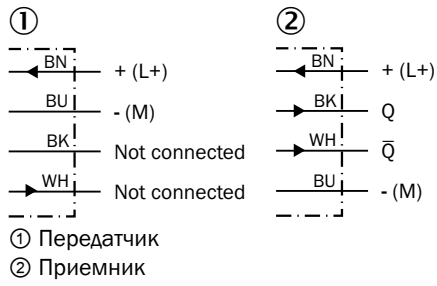 ① ②
BN + (L+)
BU - (M)
BK Not connected
WH Not connected
BN + (L+)
BK Q
WH Q̅
BU - (M)
① Передатчик
② Приемник